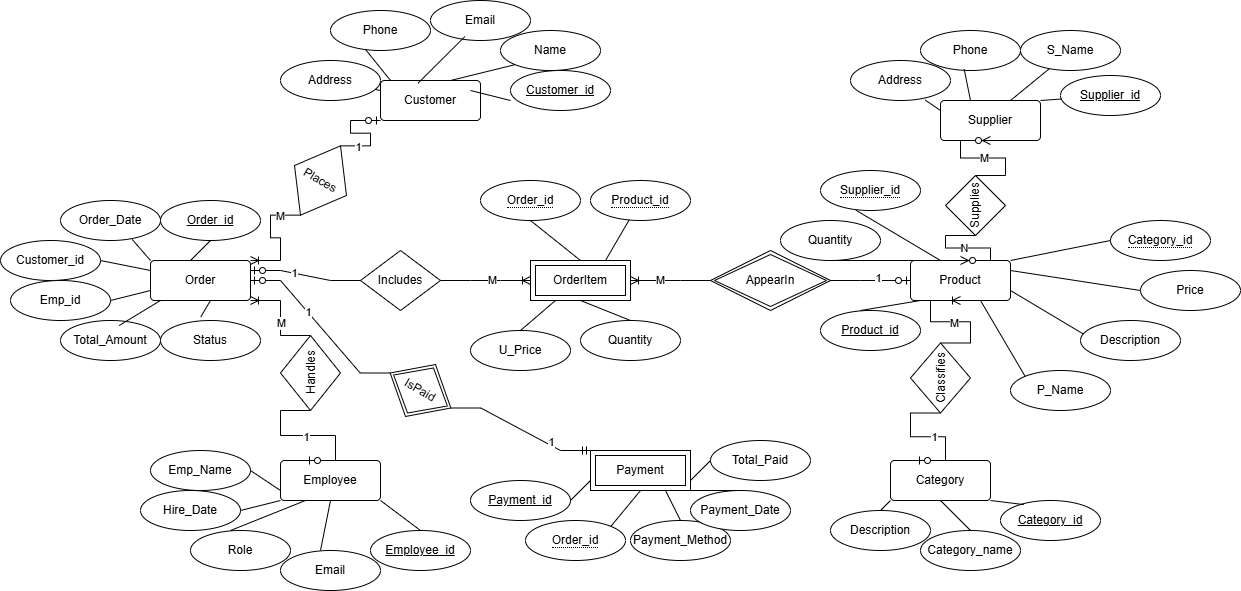 Email
Phone
Name
Address
Customer
Customer_id
Phone
S_Name
Address
Supplier_id
Supplier
1
M
Places
Supplies
M
Order_Date
Order_id
Order_id
Product_id
Supplier_id
Quantity
N
Category_id
Customer_id
Order
1
Includes
M
OrderItem
M
AppearIn
1
Product
Price
Emp_id
1
M
Total_Amount
Status
U_Price
Quantity
Product_id
M
Description
Handles
IsPaid
Classifies
P_Name
1
1
1
Emp_Name
Employee
Payment
Total_Paid
Category
Hire_Date
Payment_id
Payment_Date
Description
Category_id
Role
Email
Employee_id
Order_id
Payment_Method
Category_name